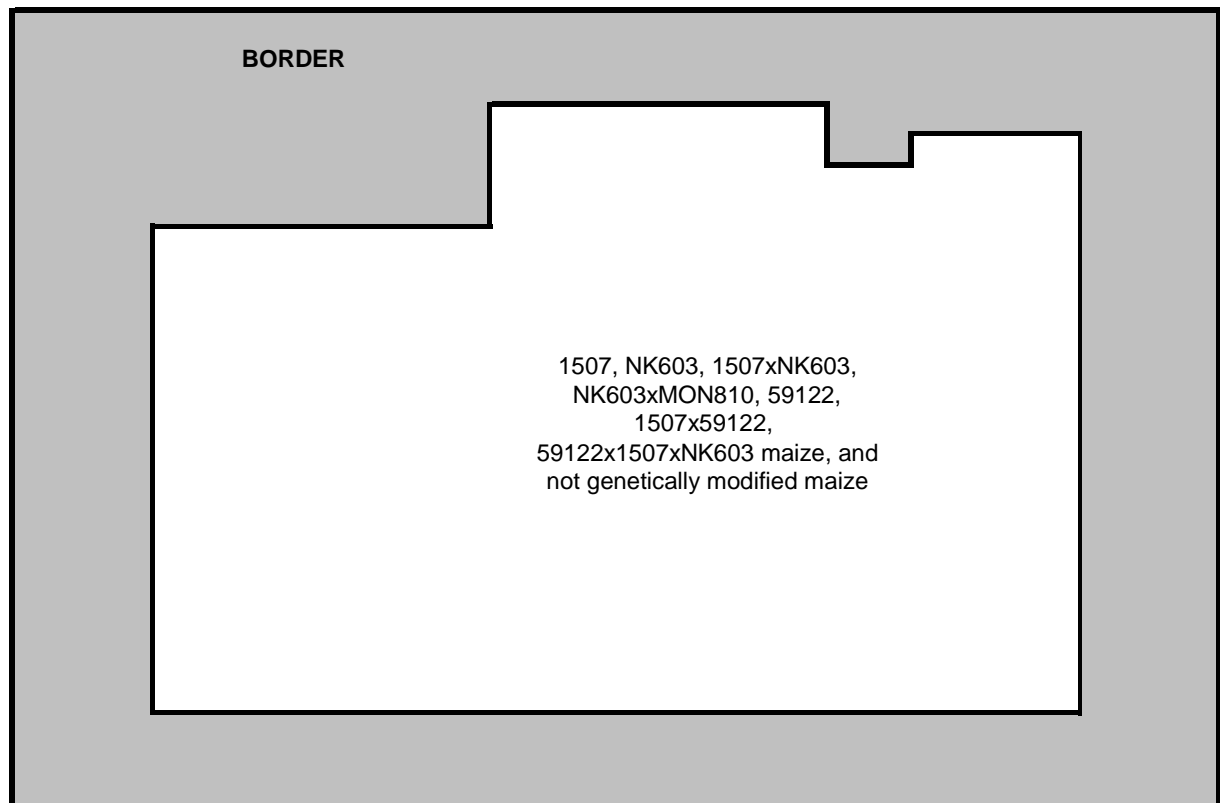 BORDER
1507, NK603, 1507xNK603,
NK603xMON810, 59122,
1507x59122,
59122x1507xNK603 maize, and
not genetically modified maize